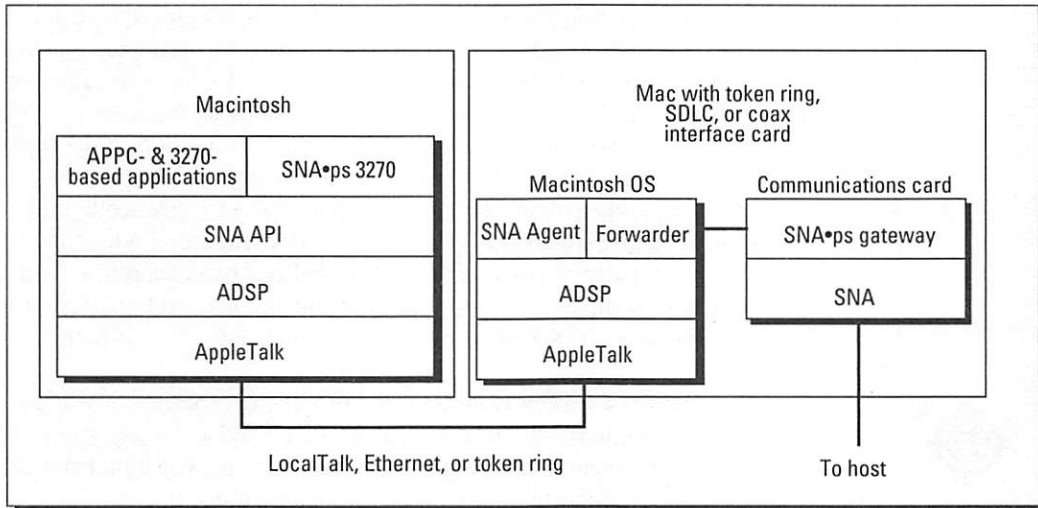 Macintosh
APPC- & 3270-
based applications
SNA•ps 3270
SNA API
ADSP
AppleTalk
Mac with token ring,
SDLC, or coax
interface card
Macintosh OS
SNA Agent
Forwarder
ADSP
AppleTalk
Communications card
SNA•ps gateway
SNA
LocalTalk, Ethernet, or token ring
To host